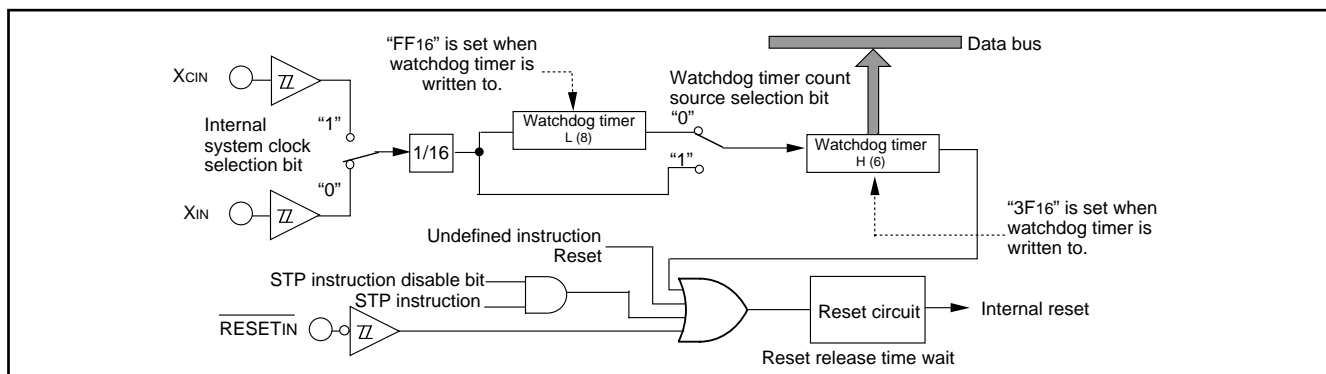 “FF16” is set when
watchdog timer is
written to.
Data bus
XCIN
Watchdog timer count
source selection bit
“0”
“1”
Internal
system clock
selection bit
1/16
Watchdog timer
L (8)
Watchdog timer
H (6)
“1”
“0”
XIN
“3F16” is set when
watchdog timer is
written to.
Undefined instruction
Reset
STP instruction disable bit
STP instruction
RESETIN
Reset circuit
Internal reset
Reset release time wait